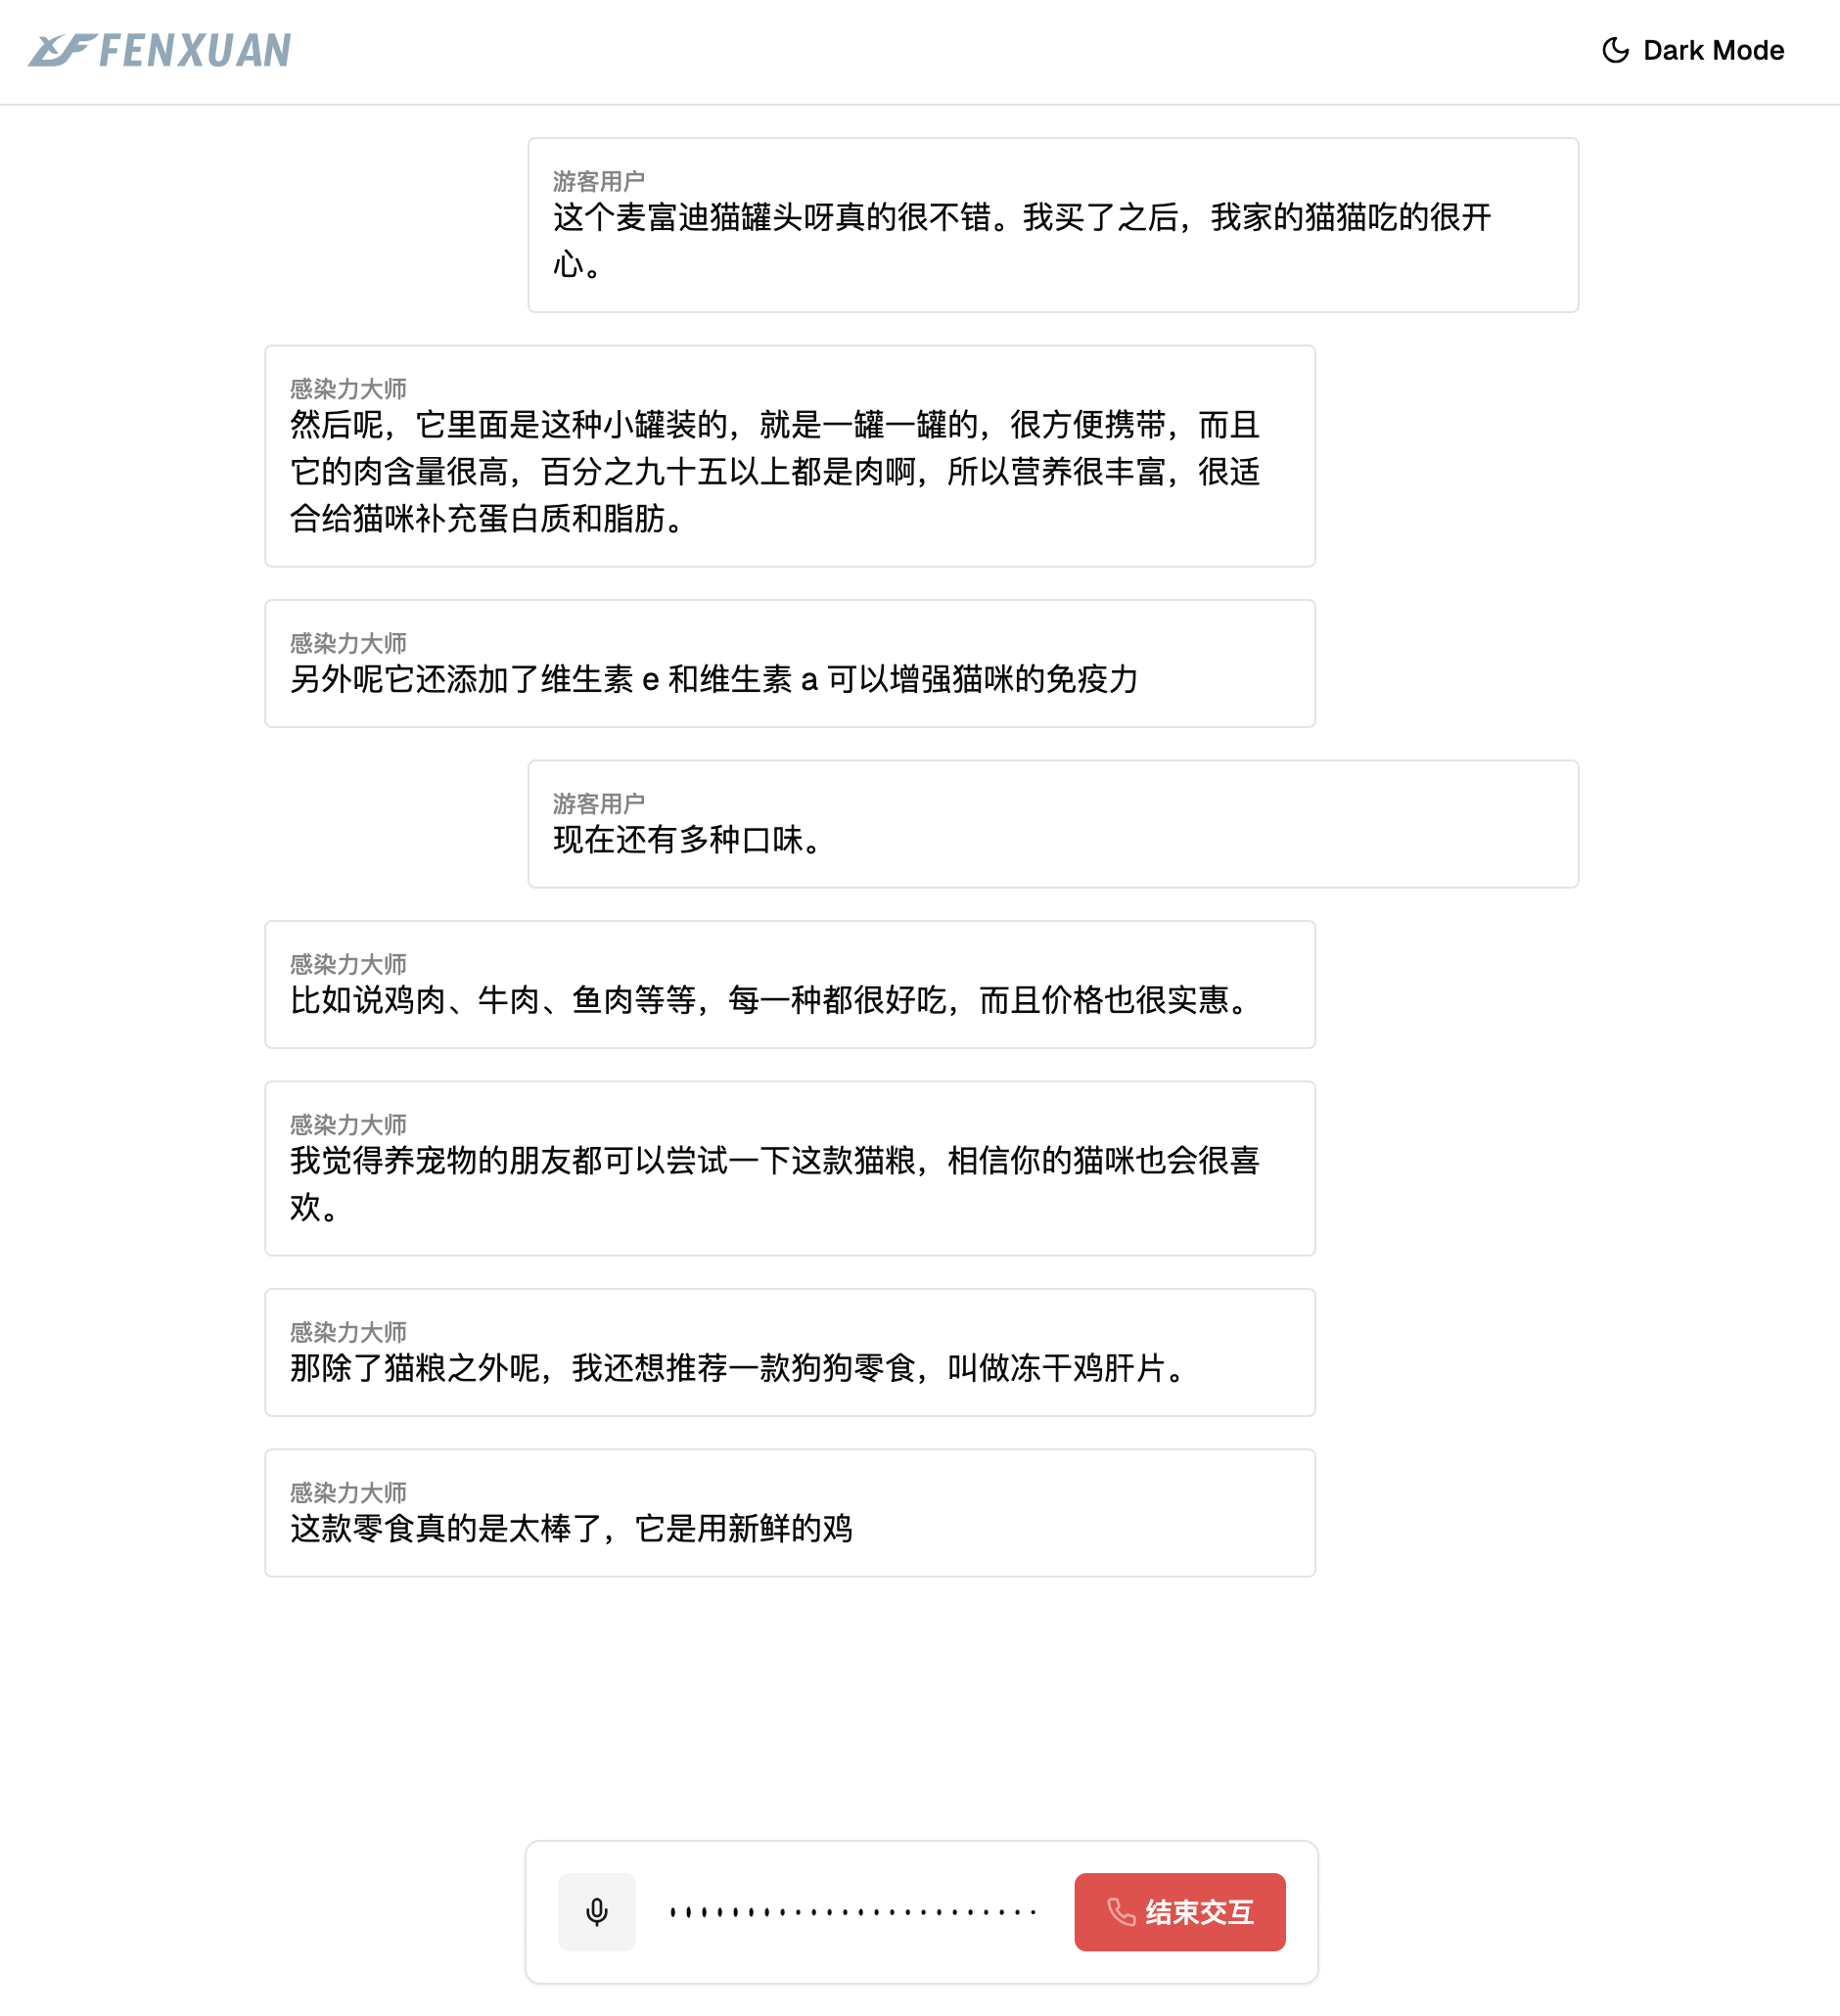 FENXUAN
Dark Mode
游客用户
这个麦富迪猫罐头呀真的很不错。我买了之后，我家的猫猫吃的很开
心。
感染力大师
然后呢，它里面是这种小罐装的，就是一罐一罐的，很方便携带，而且
它的肉含量很高，百分之九十五以上都是肉啊，所以营养很丰富，很适
合给猫咪补充蛋白质和脂肪。
感染力大师
另外呢它还添加了维生素 e 和维生素 a 可以增强猫咪的免疫力
游客用户
现在还有多种口味。
感染力大师
比如说鸡肉、牛肉、鱼肉等等，每一种都很好吃，而且价格也很实惠。
感染力大师
我觉得养宠物的朋友都可以尝试一下这款猫粮，相信你的猫咪也会很喜
欢。
感染力大师
那除了猫粮之外呢，我还想推荐一款狗狗零食，叫做冻干鸡肝片。
感染力大师
这款零食真的是太棒了，它是用新鲜的鸡
结束交互